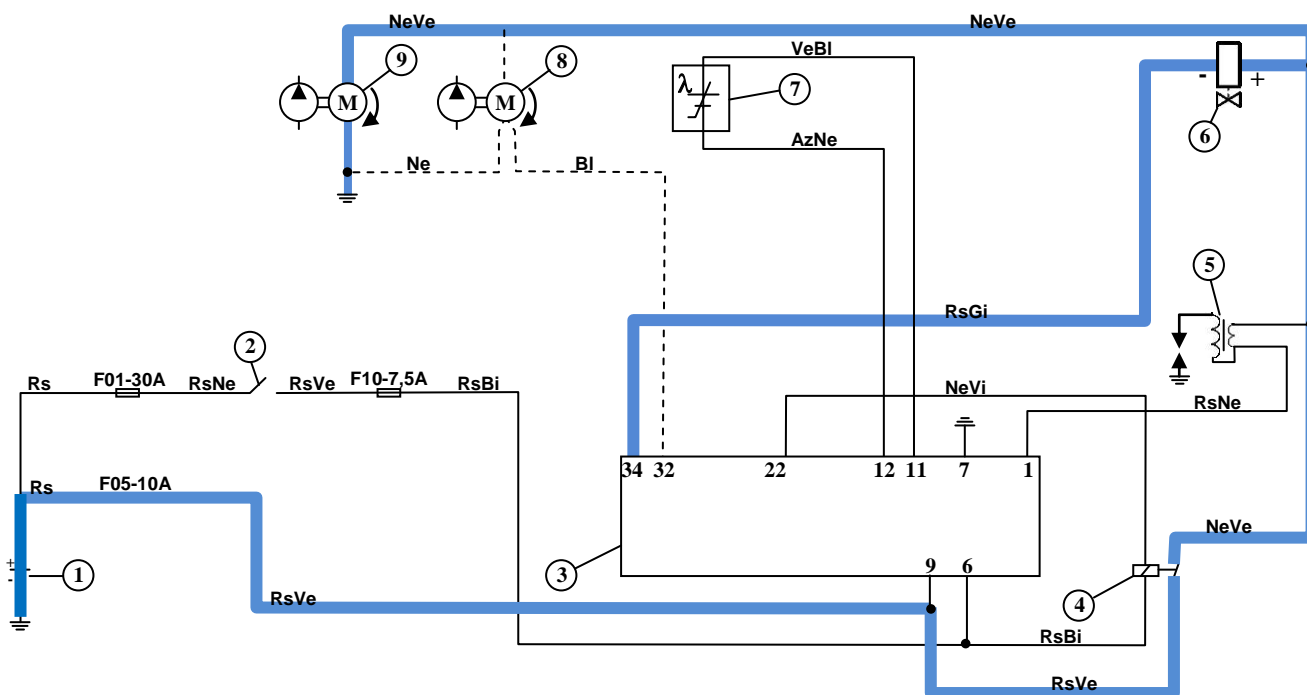 NeVe NeVe
9 8 VeBl
λ 7 - +
M M 6
AzNe
Ne Bl
5
RsGi
2
Rs F01-30A RsNe RsVe F10-7,5A RsBi NeVi
RsNe
34 32 22 12 11 7 1
Rs F05-10A
NeVe
+
- 1 3 9 6 4
RsVe
RsBi
RsVe